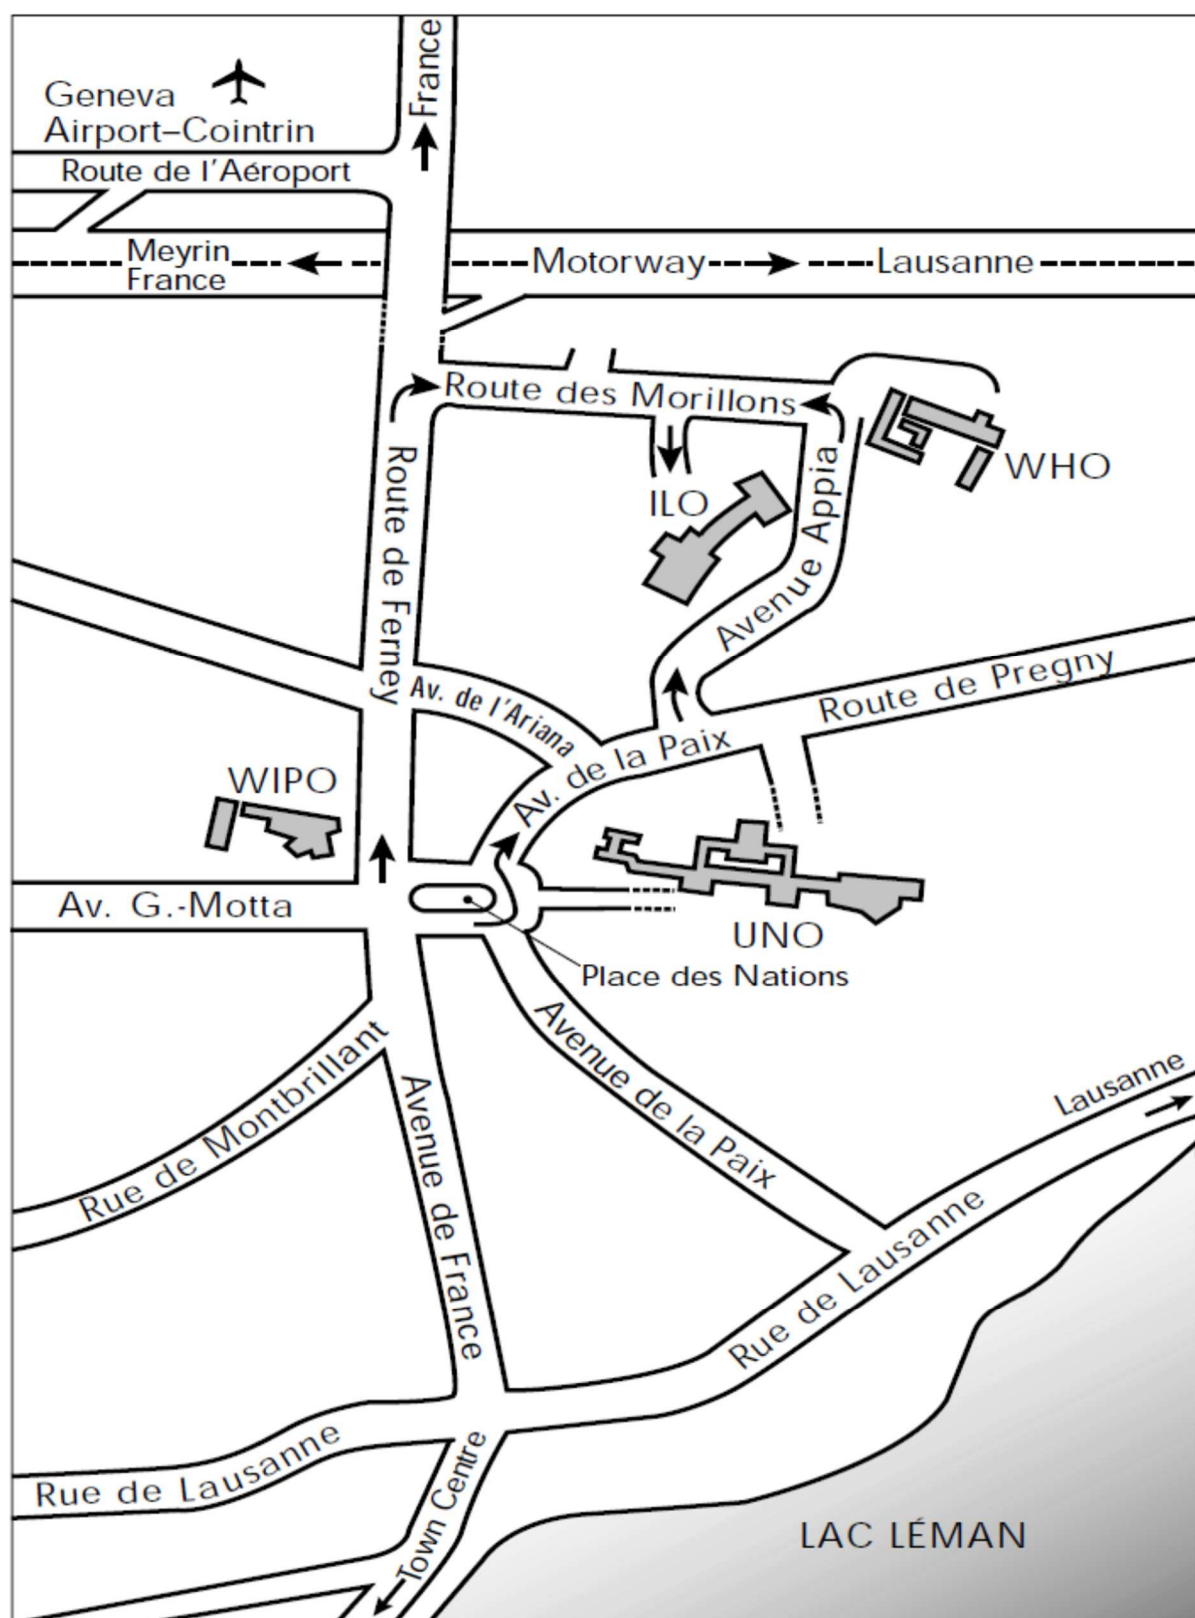 France
Geneva
Airport–Cointrin
Route de l'Aéroport
Meyrin
France
Motorway
Lausanne
Route des Morillons
WHO
ILO
Route de Ferney
Avenue Appia
Route de Pregny
Av. de l'Ariana
Av. de la Paix
WIPO
Av. G.-Motta
UNO
Place des Nations
Rue de Montbrillant
Avenue de la Paix
Lausanne
Avenue de France
Rue de Lausanne
Rue de Lausanne
Town Centre
LAC LÉMAN